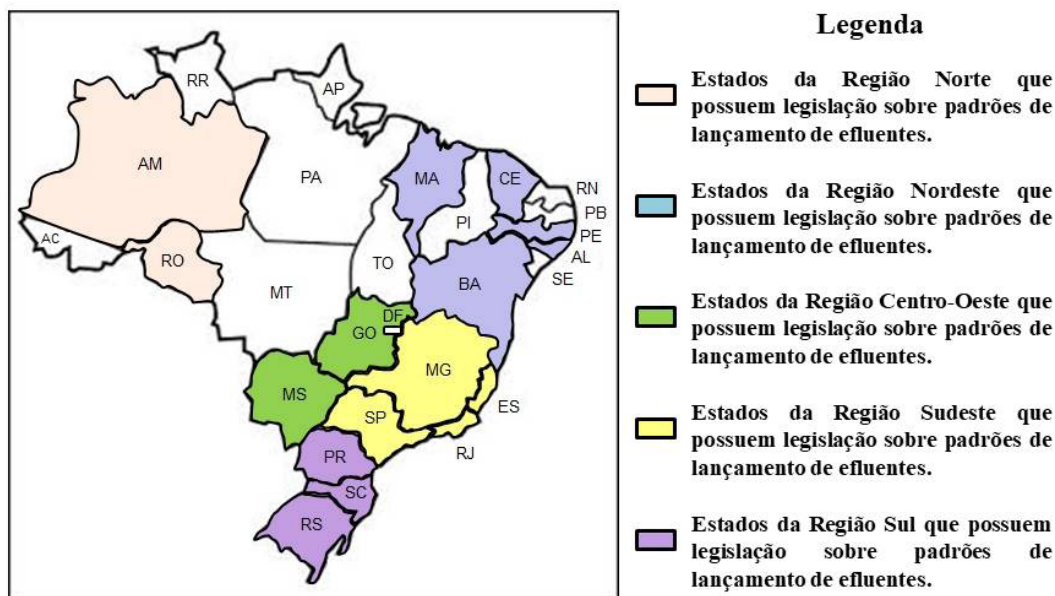 RR
AP
AM
PA
MA
CE
RN
PB
PE
AL
SE
PI
AC
RO
TO
MT
BA
DF
GO
MG
MS
ES
SP
RJ
PR
SC
RS
Legenda
Estados da Região Norte que
possuem legislação sobre padrões de
lançamento de efluentes.
Estados da Região Nordeste que
possuem legislação sobre padrões de
lançamento de efluentes.
Estados da Região Centro-Oeste que
possuem legislação sobre padrões de
lançamento de efluentes.
Estados da Região Sudeste que
possuem legislação sobre padrões de
lançamento de efluentes.
Estados da Região Sul que possuem
legislação sobre padrões de
lançamento de efluentes.